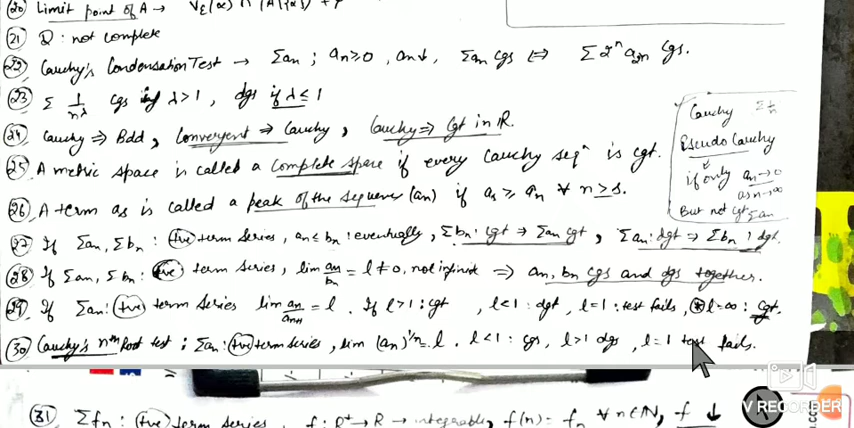 (20) Limit point of A →
(21) Q : not complete
(22) Cauchy's Condensation Test → Σan ; an≥0, an↓, Σan cgs ⇔ Σ2ⁿ a₂ₙ cgs.
(23) Σ 1/n^λ cgs if λ>1, dgs if λ≤1
(24) Cauchy ⇒ Bdd, Convergent ⇒ Cauchy, Cauchy ⇒ Cgt in R.
(25) A metric space is called a complete space if every Cauchy seqⁿ is cgt.
(26) A term as is called a peak of the sequence (an) if as ≥ an ∀ n ≥ s.
(27) If Σan, Σbn : +ve term series, an ≤ bn : eventually, Σbn : cgt ⇒ Σan cgt, Σan : dgt ⇒ Σbn : dgt.
(28) If Σan, Σbn : +ve term series, lim an/bn = l ≠ 0, not infinite ⇒ an, bn cgs and dgs together.
(29) If Σan : +ve term series lim an/an+1 = l. If l>1 : cgt, l<1 : dgt, l=1 : test fails, l=∞ : cgt.
(30) Cauchy's nth Root test : Σan : +ve term series, lim (an)^1/n = l. l<1 : cgs, l>1 dgs, l=1 test fails.
(31) Σfn : +ve term series, f : R⁺ → R → integrable, f(n) = fn ∀ n∈N, f ↓
Cauchy Σ1/n
Pseudo Cauchy
if only an→0
as n→∞
But not cgt Σan
V RECORDER